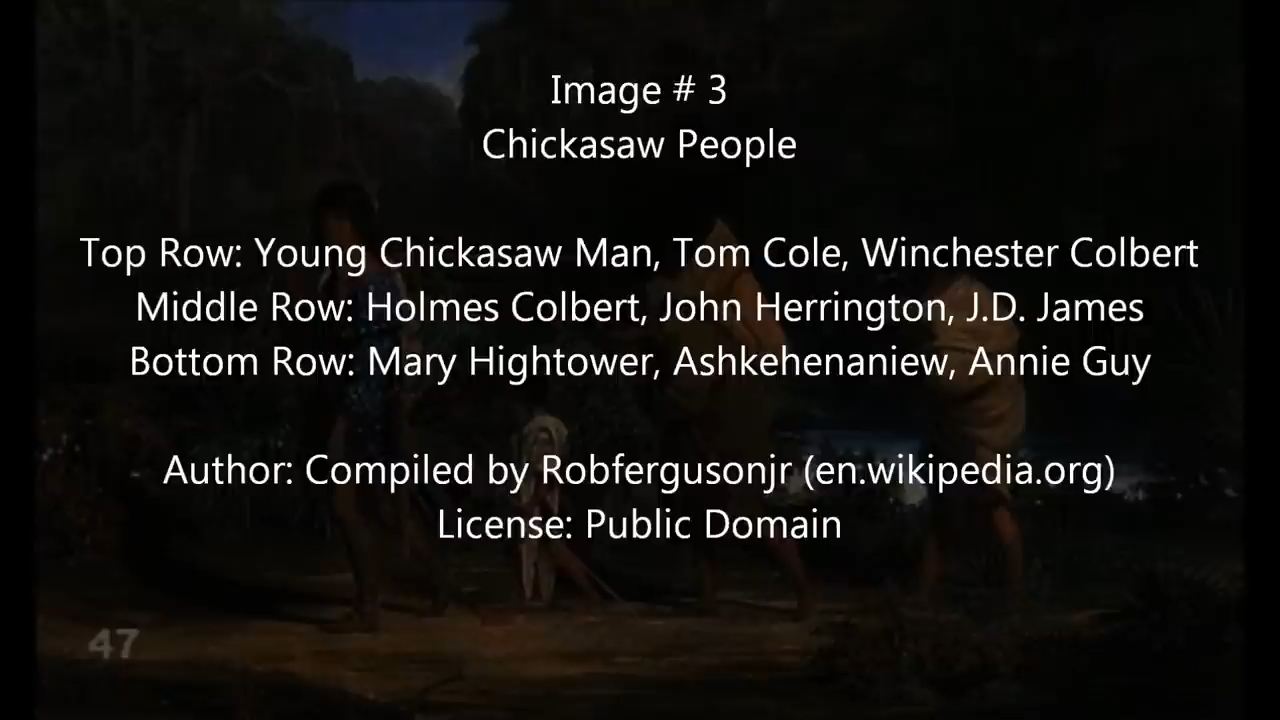 Image # 3
Chickasaw People
Top Row: Young Chickasaw Man, Tom Cole, Winchester Colbert
Middle Row: Holmes Colbert, John Herrington, J.D. James
Bottom Row: Mary Hightower, Ashkehenaniew, Annie Guy
Author: Compiled by Robfergusonjr (en.wikipedia.org)
License: Public Domain
47